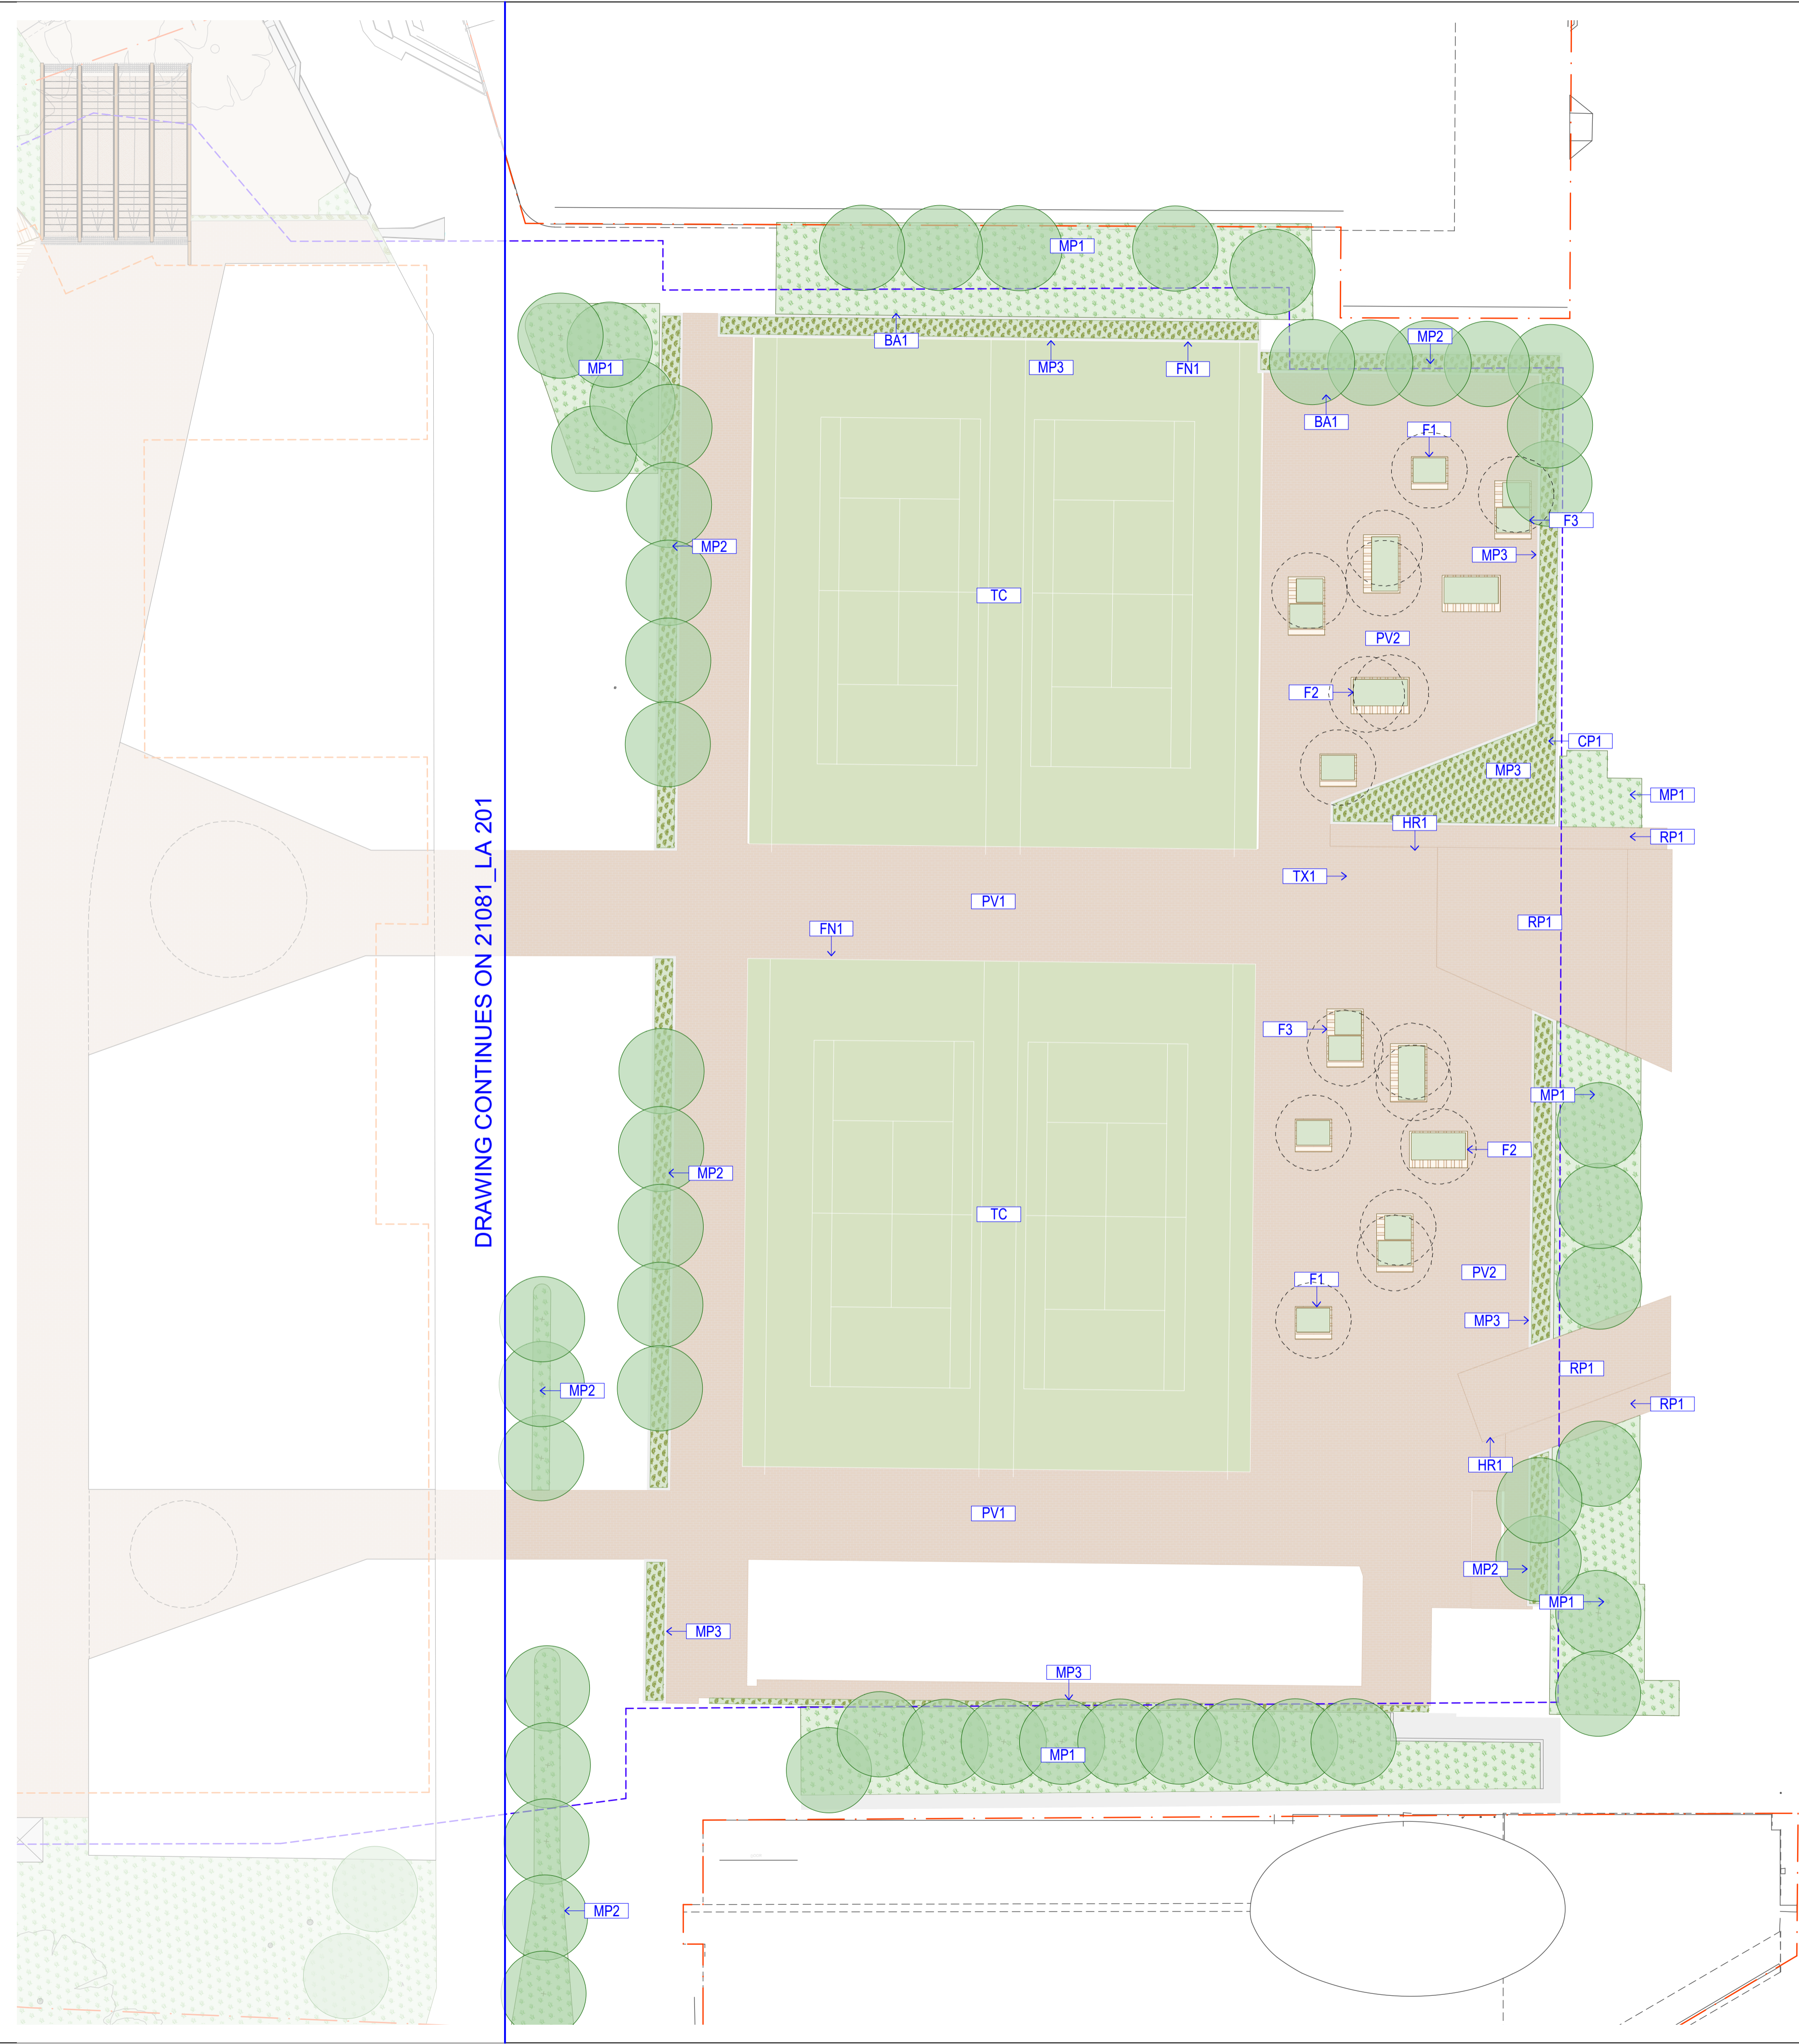 MP1
BA1
MP3
FN1
MP2
MP1
BA1
F1
F3
MP2
MP3
TC
PV2
F2
CP1
MP3
MP1
HR1
RP1
TX1
PV1
RP1
FN1
DRAWING CONTINUES ON 21081_LA 201
F3
MP1
F2
MP2
TC
PV2
F1
MP3
RP1
MP2
RP1
HR1
PV1
MP2
MP1
MP3
MP3
MP1
MP2